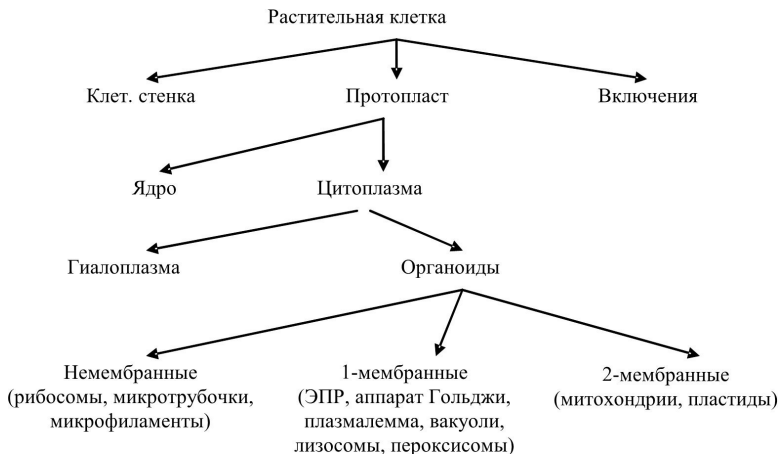 Растительная клетка
Клет. стенка
Протопласт
Включения
Ядро
Цитоплазма
Гиалоплазма
Органоиды
Немембранные
(рибосомы, микротрубочки,
микрофиламенты)
1-мембранные
(ЭПР, аппарат Гольджи,
плазмалемма, вакуоли,
лизосомы, пероксисомы)
2-мембранные
(митохондрии, пластиды)